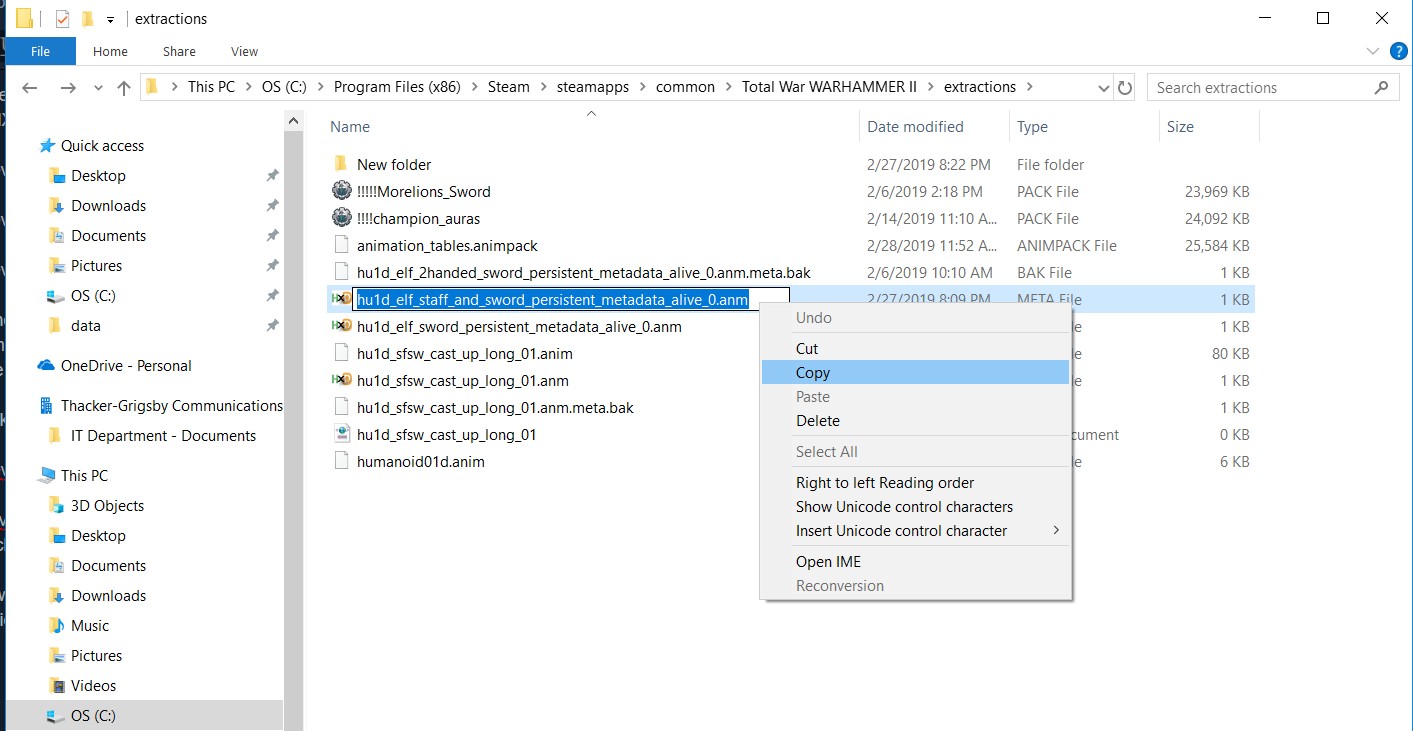 extractions
File Home Share View
This PC OS (C:) Program Files (x86) Steam steamapps common Total War WARHAMMER II extractions Search extractions
Name Date modified Type Size
Quick access
Desktop
Downloads
Documents
Pictures
OS (C:)
data
OneDrive - Personal
Thacker-Grigsby Communications
IT Department - Documents
This PC
3D Objects
Desktop
Documents
Downloads
Music
Pictures
Videos
OS (C:)
New folder 2/27/2019 8:22 PM File folder
!!!!!Morelions_Sword 2/6/2019 2:18 PM PACK File 23,969 KB
!!!!champion_auras 2/14/2019 11:10 A... PACK File 24,092 KB
animation_tables.animpack 2/28/2019 11:52 A... ANIMPACK File 25,584 KB
hu1d_elf_2handed_sword_persistent_metadata_alive_0.anm.meta.bak 2/6/2019 10:10 AM BAK File 1 KB
hu1d_elf_staff_and_sword_persistent_metadata_alive_0.anm 2/27/2019 8:09 PM META File 1 KB
hu1d_elf_sword_persistent_metadata_alive_0.anm 1 KB
hu1d_sfsw_cast_up_long_01.anim 80 KB
hu1d_sfsw_cast_up_long_01.anm 1 KB
hu1d_sfsw_cast_up_long_01.anm.meta.bak 1 KB
hu1d_sfsw_cast_up_long_01 cument 0 KB
humanoid01d.anim 6 KB
Undo
Cut
Copy
Paste
Delete
Select All
Right to left Reading order
Show Unicode control characters
Insert Unicode control character
Open IME
Reconversion